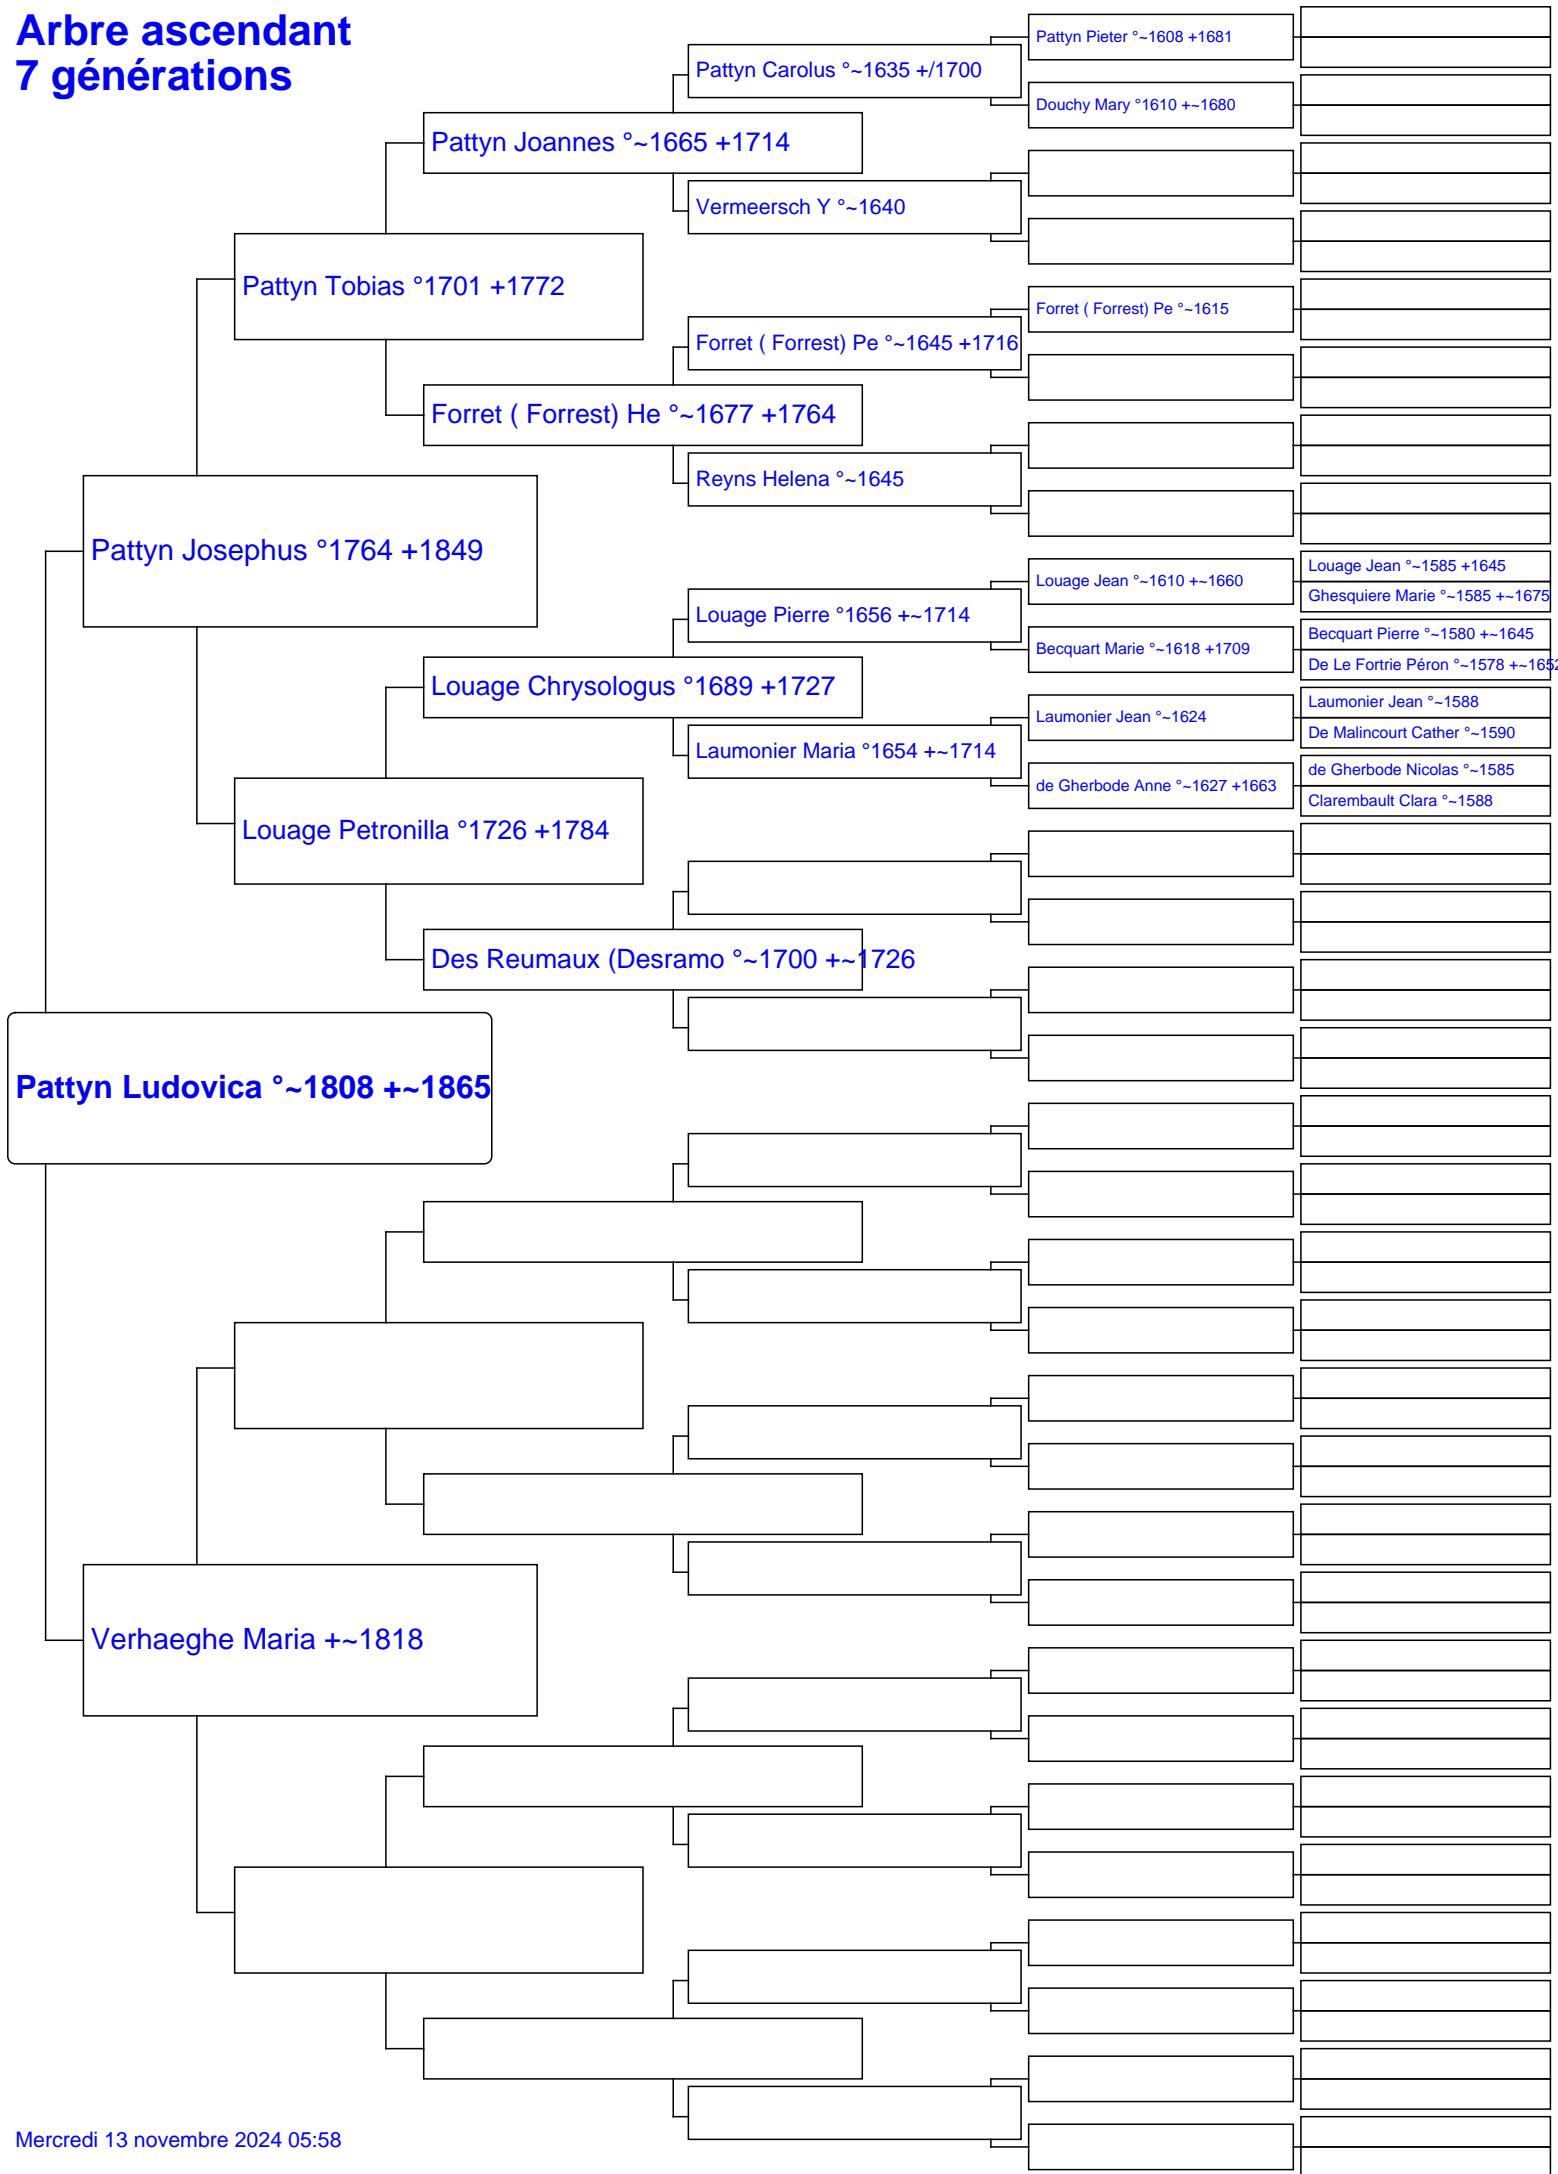 Arbre ascendant
7 générations
Pattyn Pieter °~1608 +1681
Pattyn Carolus °~1635 +/1700
Douchy Mary °1610 +~1680
Pattyn Joannes °~1665 +1714
Vermeersch Y °~1640
Pattyn Tobias °1701 +1772
Forret ( Forrest) Pe °~1615
Forret ( Forrest) Pe °~1645 +1716
Forret ( Forrest) He °~1677 +1764
Reyns Helena °~1645
Pattyn Josephus °1764 +1849
Louage Jean °~1585 +1645
Louage Jean °~1610 +~1660
Ghesquiere Marie °~1585 +~1675
Louage Pierre °1656 +~1714
Becquart Pierre °~1580 +~1645
Becquart Marie °~1618 +1709
De Le Fortrie Péron °~1578 +~1652
Louage Chrysologus °1689 +1727
Laumonier Jean °~1588
Laumonier Jean °~1624
De Malincourt Cather °~1590
Laumonier Maria °1654 +~1714
de Gherbode Nicolas °~1585
de Gherbode Anne °~1627 +1663
Clarembault Clara °~1588
Louage Petronilla °1726 +1784
Des Reumaux (Desramo °~1700 +~1726
Pattyn Ludovica °~1808 +~1865
Verhaeghe Maria +~1818
Mercredi 13 novembre 2024 05:58